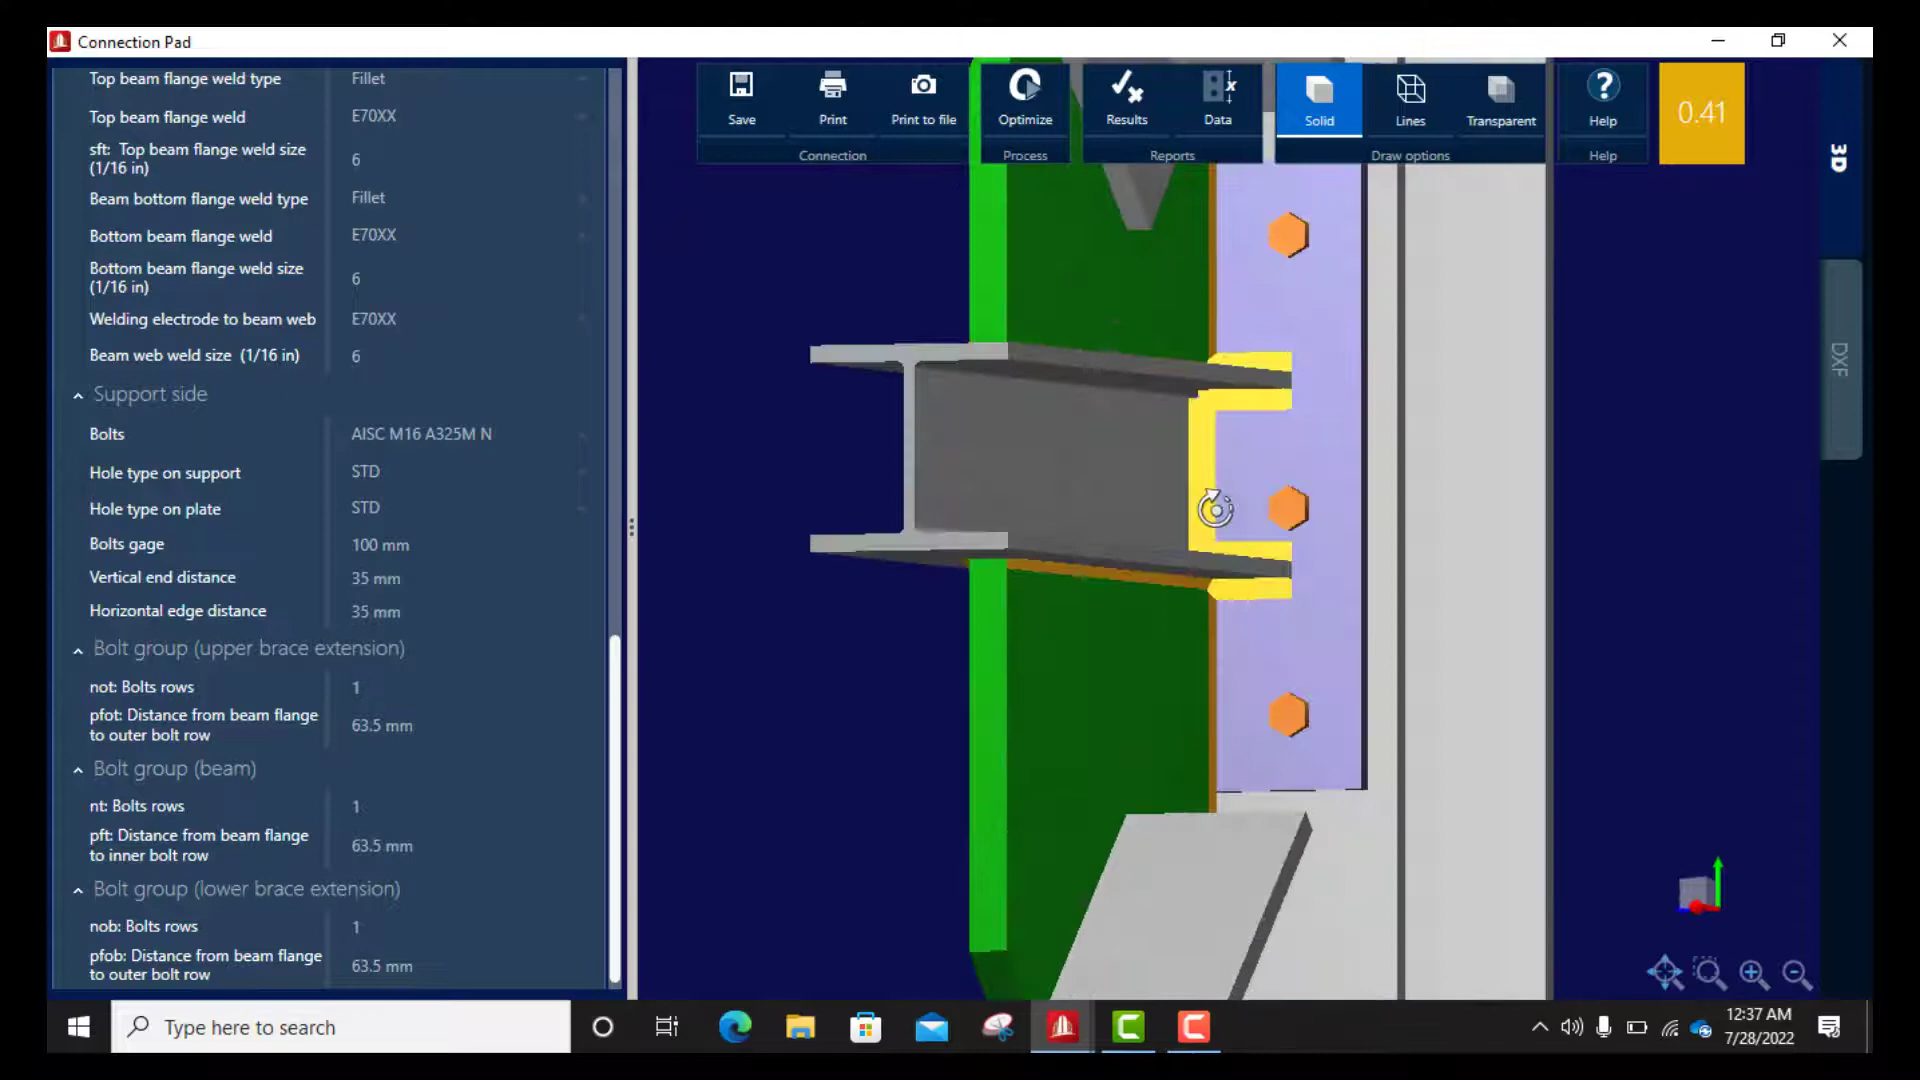 Connection Pad
Top beam flange weld type Fillet
Top beam flange weld E70XX
sft: Top beam flange weld size
(1/16 in) 6
Beam bottom flange weld type Fillet
Bottom beam flange weld E70XX
Bottom beam flange weld size
(1/16 in) 6
Welding electrode to beam web E70XX
Beam web weld size (1/16 in) 6
Support side
Bolts AISC M16 A325M N
Hole type on support STD
Hole type on plate STD
Bolts gage 100 mm
Vertical end distance 35 mm
Horizontal edge distance 35 mm
Bolt group (upper brace extension)
not: Bolts rows 1
pfot: Distance from beam flange
to outer bolt row 63.5 mm
Bolt group (beam)
nt: Bolts rows 1
pft: Distance from beam flange
to inner bolt row 63.5 mm
Bolt group (lower brace extension)
nob: Bolts rows 1
pfob: Distance from beam flange
to outer bolt row 63.5 mm
Save Print Print to file Optimize Results Data Solid Lines Transparent Help
Connection Process Reports Draw options Help
0.41
3D
DXF
Type here to search
12:37 AM
7/28/2022